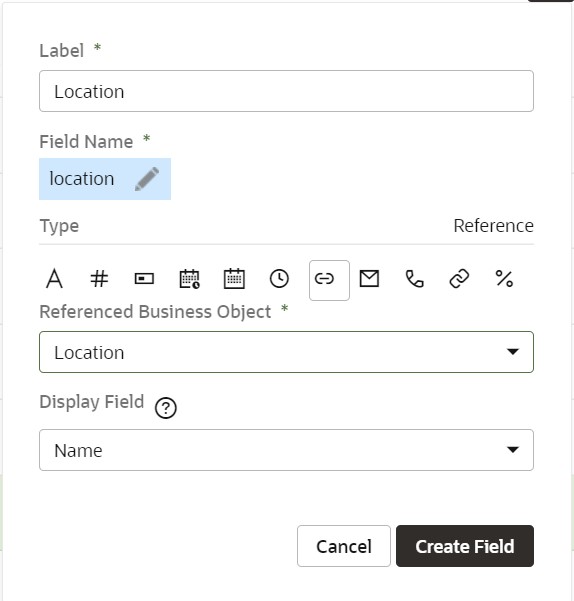 Label *
Location
Field Name *
location
Type Reference
Referenced Business Object *
Location
Display Field ?
Name
Cancel Create Field